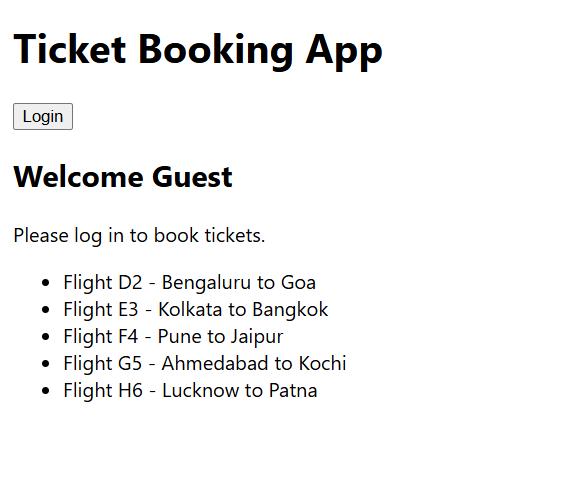 Ticket Booking App
Login
Welcome Guest
Please log in to book tickets.
Flight D2 - Bengaluru to Goa
Flight E3 - Kolkata to Bangkok
Flight F4 - Pune to Jaipur
Flight G5 - Ahmedabad to Kochi
Flight H6 - Lucknow to Patna